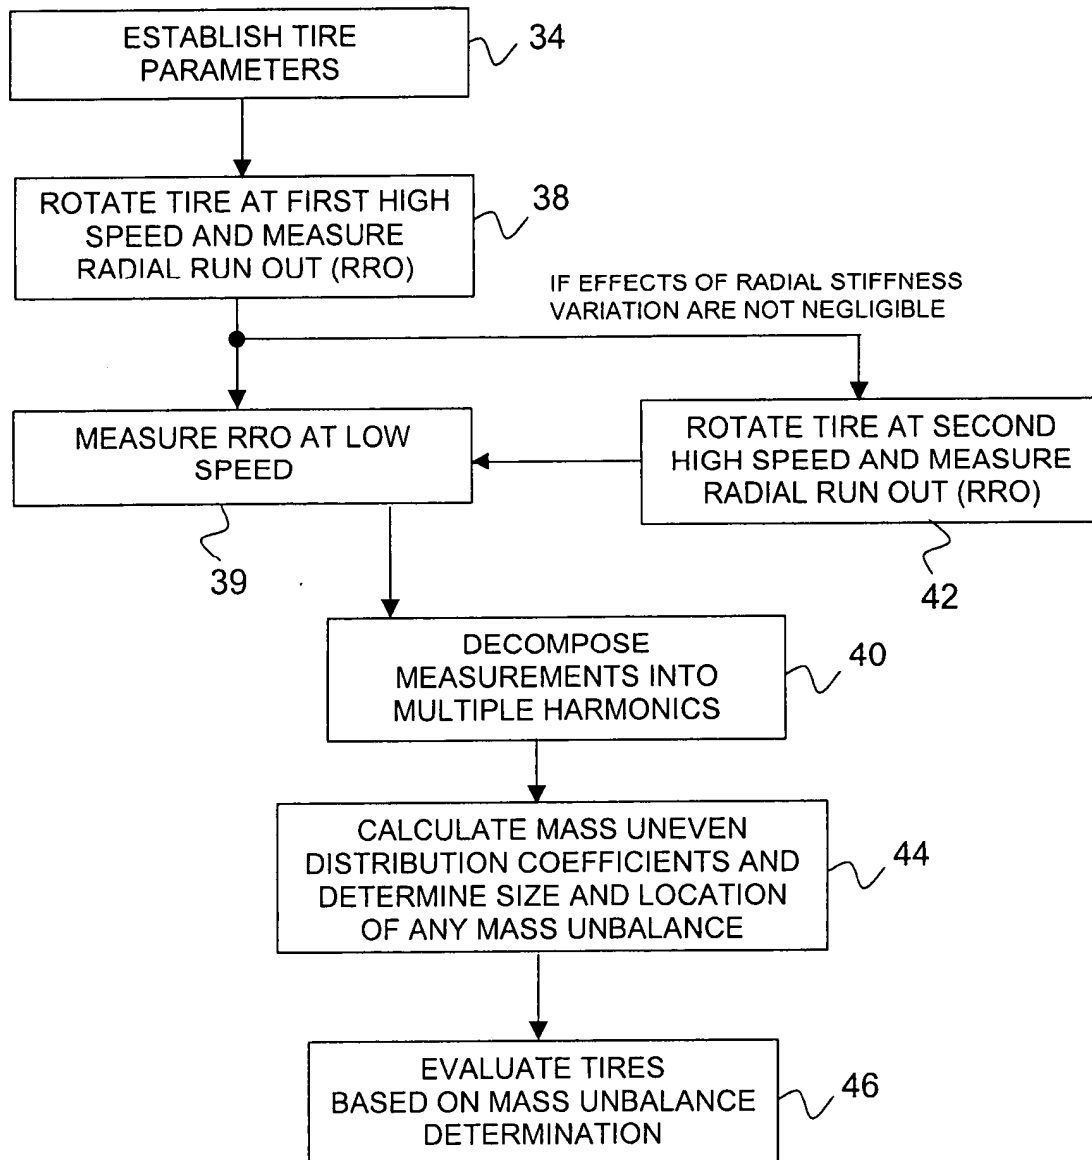 ESTABLISH TIRE
PARAMETERS
34
ROTATE TIRE AT FIRST HIGH
SPEED AND MEASURE
RADIAL RUN OUT (RRO)
38
IF EFFECTS OF RADIAL STIFFNESS
VARIATION ARE NOT NEGLIGIBLE
MEASURE RRO AT LOW
SPEED
39
ROTATE TIRE AT SECOND
HIGH SPEED AND MEASURE
RADIAL RUN OUT (RRO)
42
DECOMPOSE
MEASUREMENTS INTO
MULTIPLE HARMONICS
40
CALCULATE MASS UNEVEN
DISTRIBUTION COEFFICIENTS AND
DETERMINE SIZE AND LOCATION
OF ANY MASS UNBALANCE
44
EVALUATE TIRES
BASED ON MASS UNBALANCE
DETERMINATION
46